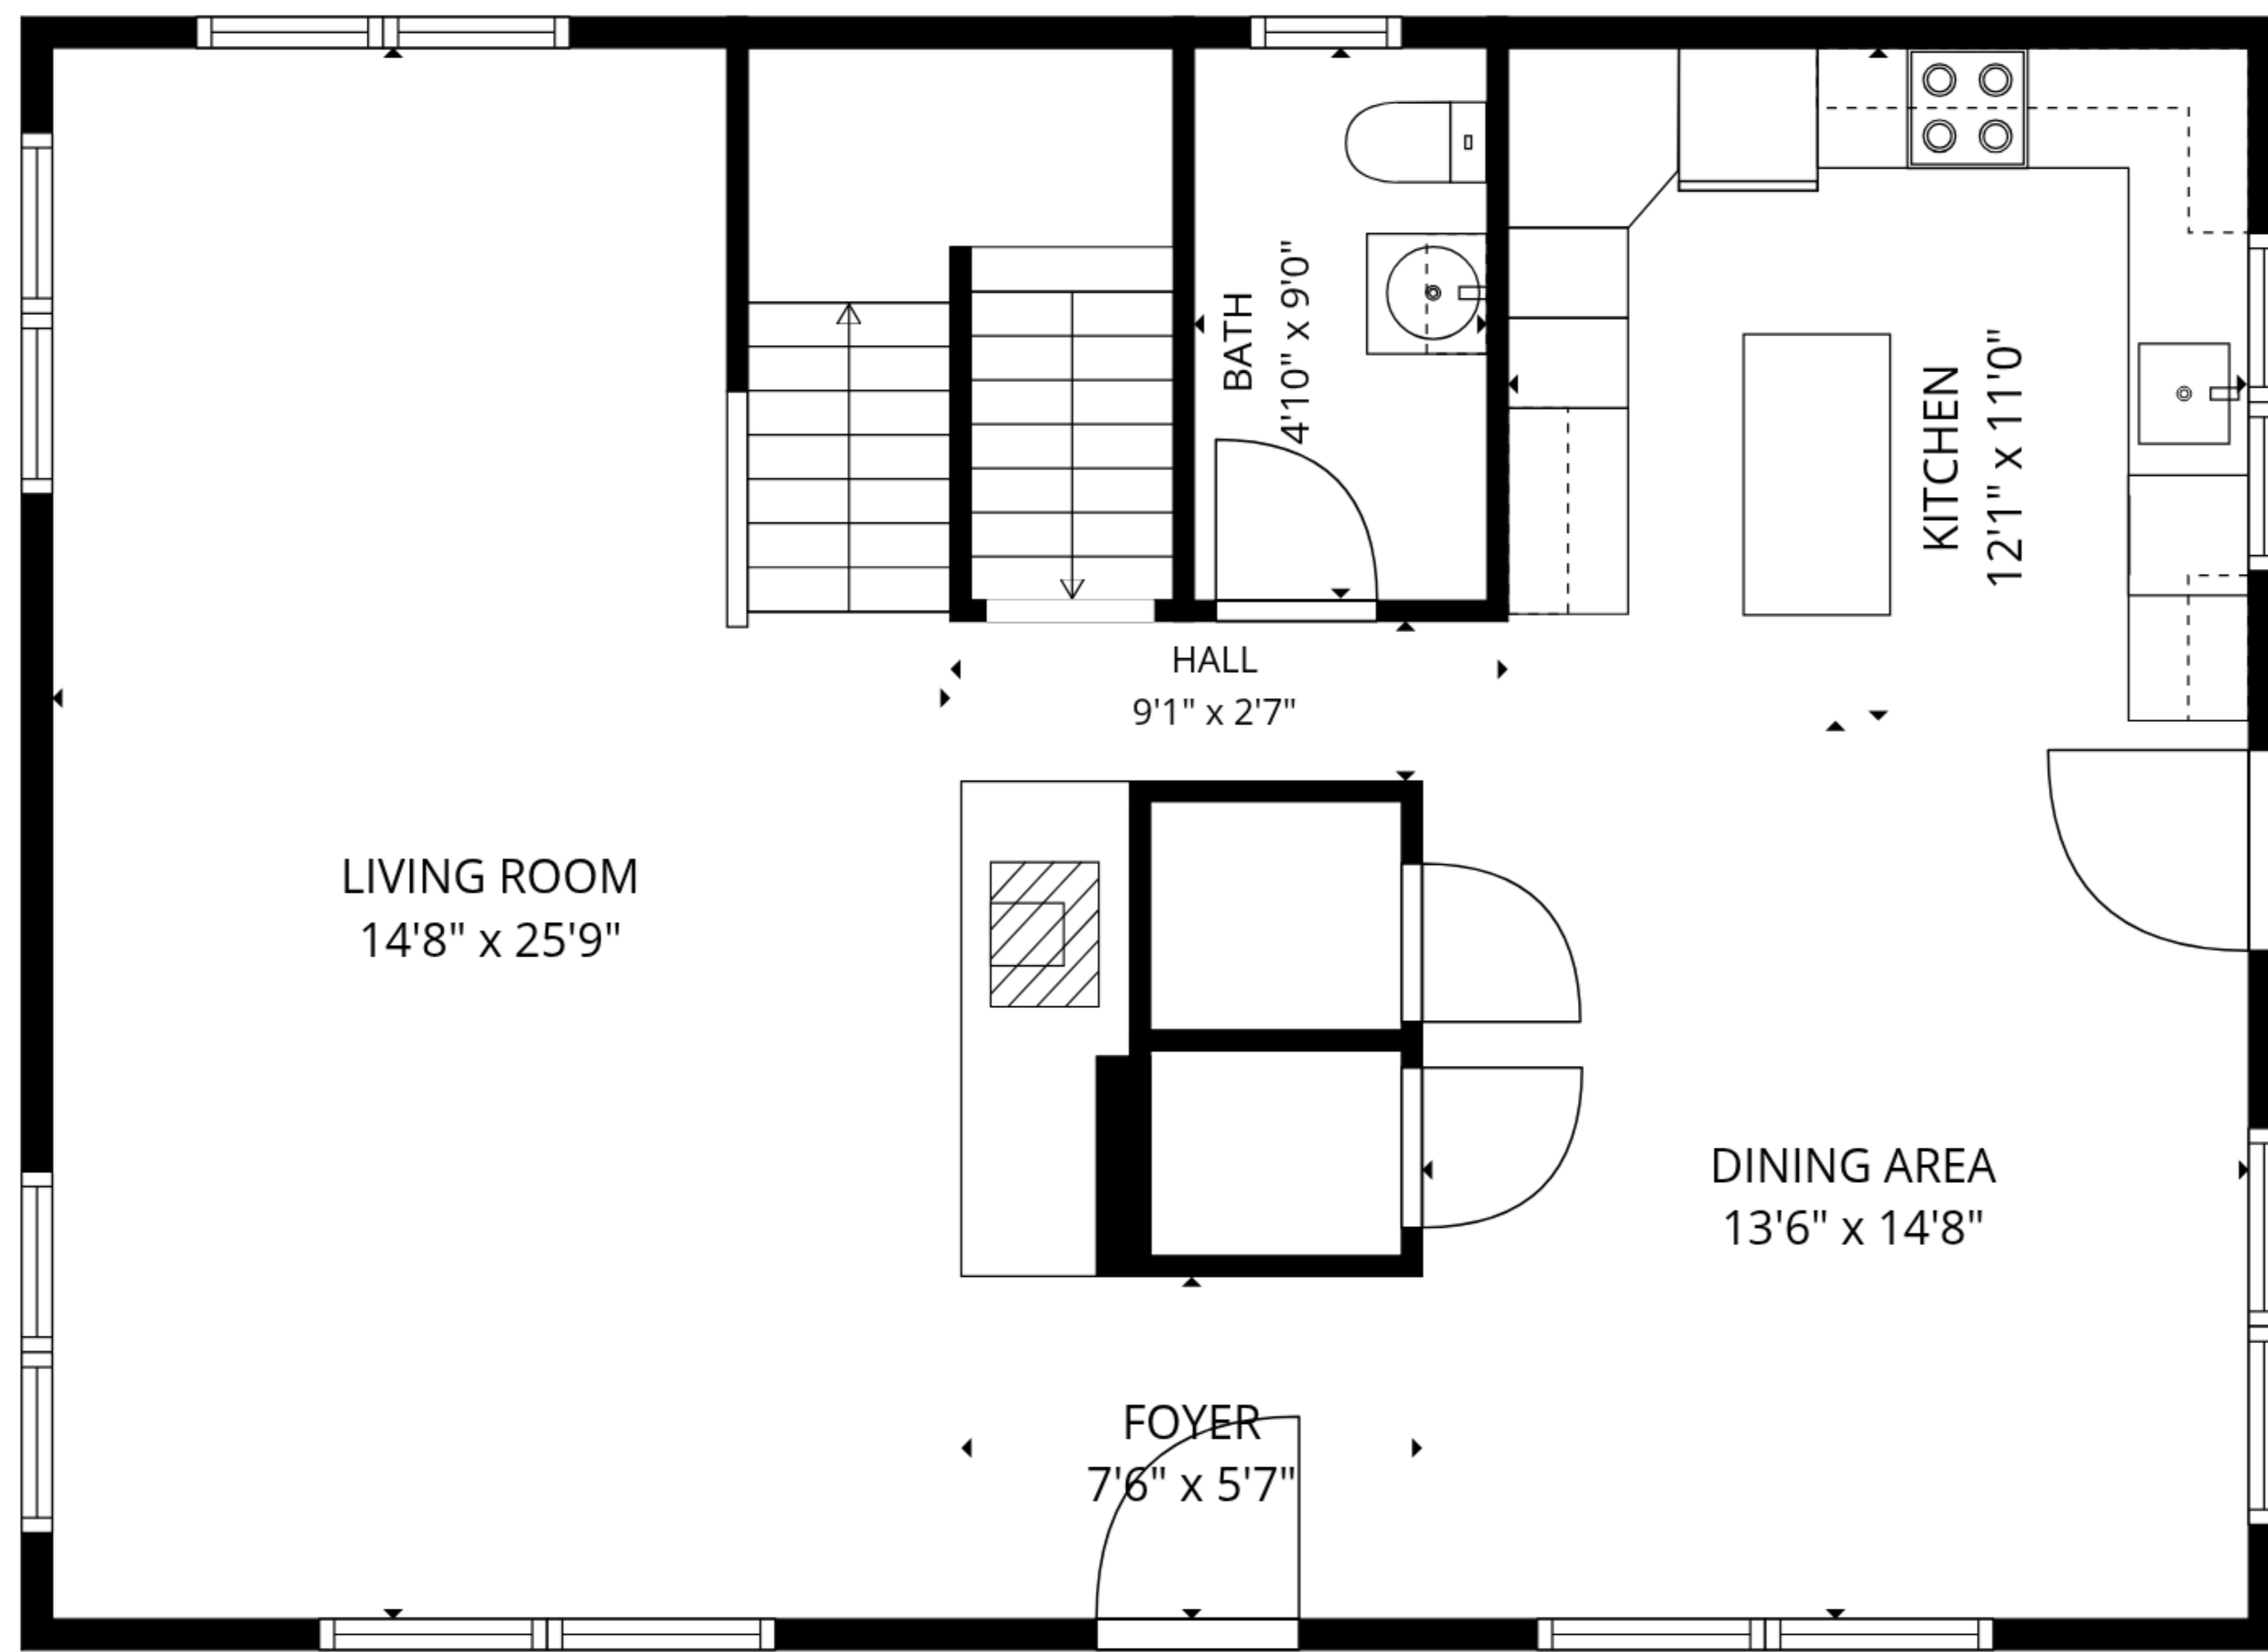 BATH
4'10" x 9'0"
KITCHEN
12'1" x 11'0"
HALL
9'1" x 2'7"
LIVING ROOM
14'8" x 25'9"
DINING AREA
13'6" x 14'8"
FOYER
7'6" x 5'7"